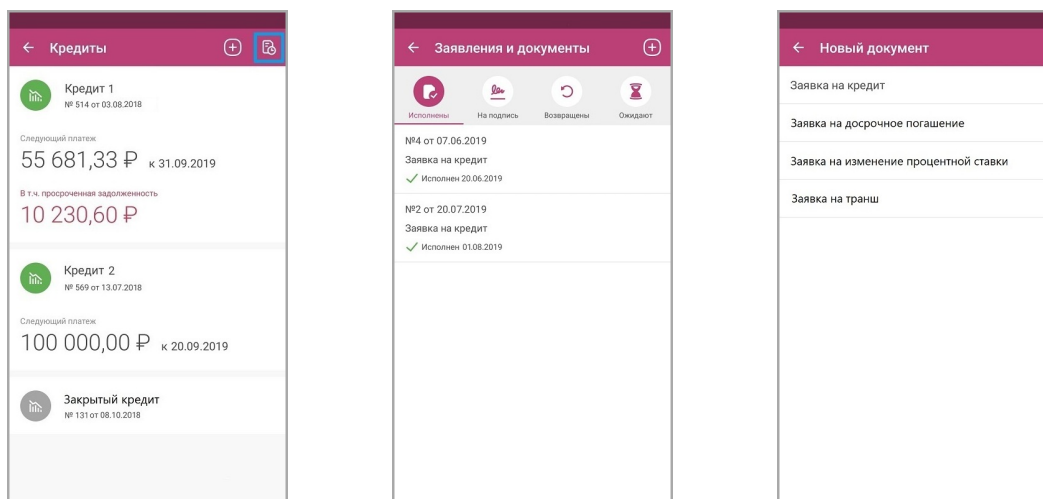 Кредиты
Кредит 1
№ 514 от 03.08.2018
Следующий платеж
55 681,33 ₽ к 31.09.2019
В т.ч. просроченная задолженность
10 230,60 ₽
Кредит 2
№ 569 от 13.07.2018
Следующий платеж
100 000,00 ₽ к 20.09.2019
Закрытый кредит
№ 131 от 08.10.2018
Заявления и документы
Исполнены На подпись Возвращены Ожидают
№4 от 07.06.2019
Заявка на кредит
Исполнен 20.06.2019
№2 от 20.07.2019
Заявка на кредит
Исполнен 01.08.2019
Новый документ
Заявка на кредит
Заявка на досрочное погашение
Заявка на изменение процентной ставки
Заявка на транш